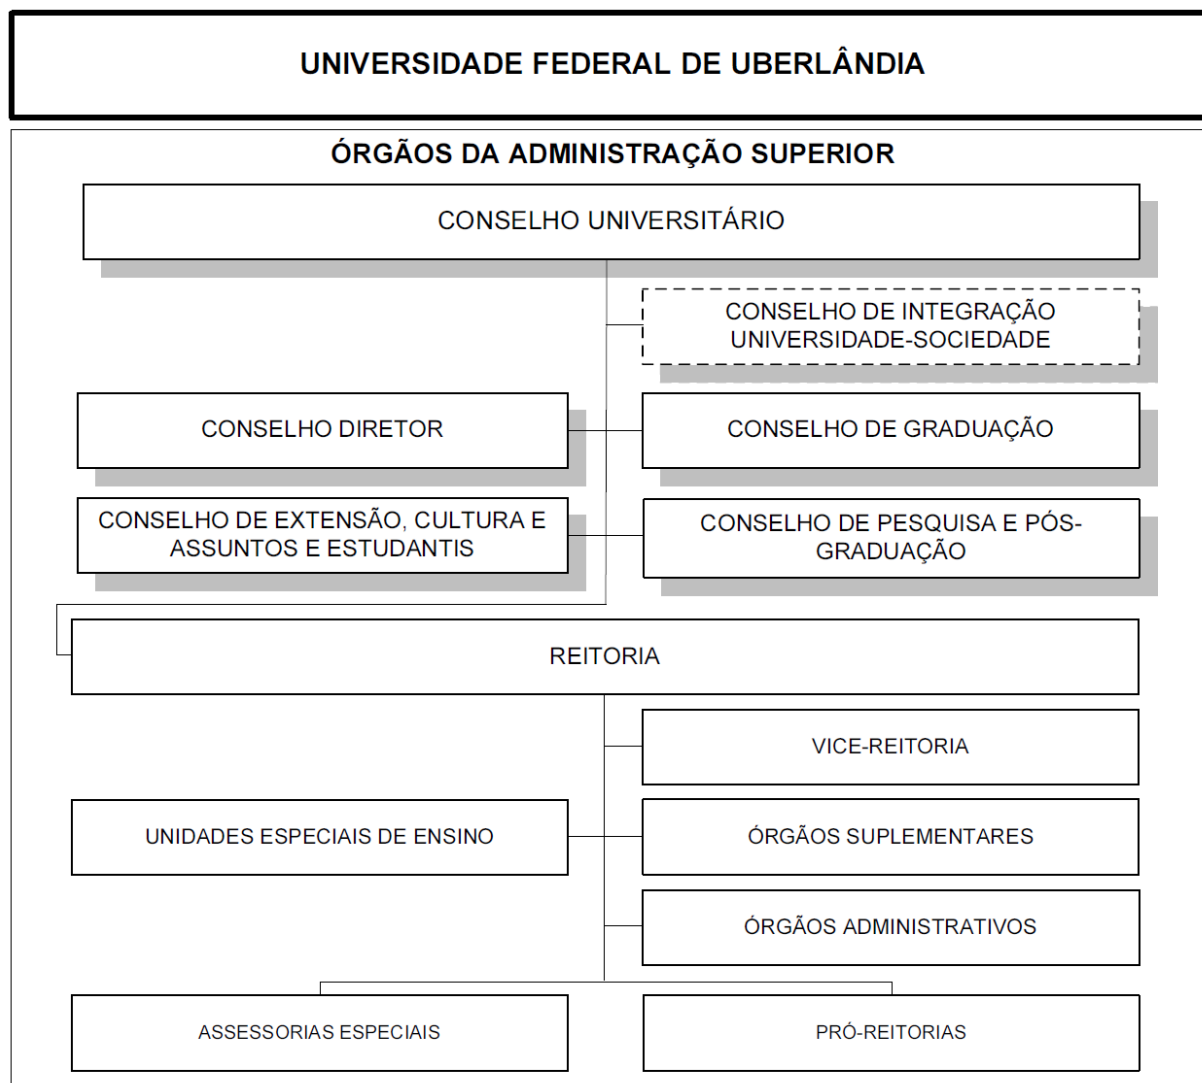 UNIVERSIDADE FEDERAL DE UBERLÂNDIA
ÓRGÃOS DA ADMINISTRAÇÃO SUPERIOR
CONSELHO UNIVERSITÁRIO
CONSELHO DE INTEGRAÇÃO
UNIVERSIDADE-SOCIEDADE
CONSELHO DIRETOR
CONSELHO DE GRADUAÇÃO
CONSELHO DE EXTENSÃO, CULTURA E
ASSUNTOS E ESTUDANTIS
CONSELHO DE PESQUISA E PÓS-
GRADUAÇÃO
REITORIA
VICE-REITORIA
UNIDADES ESPECIAIS DE ENSINO
ÓRGÃOS SUPLEMENTARES
ÓRGÃOS ADMINISTRATIVOS
ASSESSORIAS ESPECIAIS
PRÓ-REITORIAS